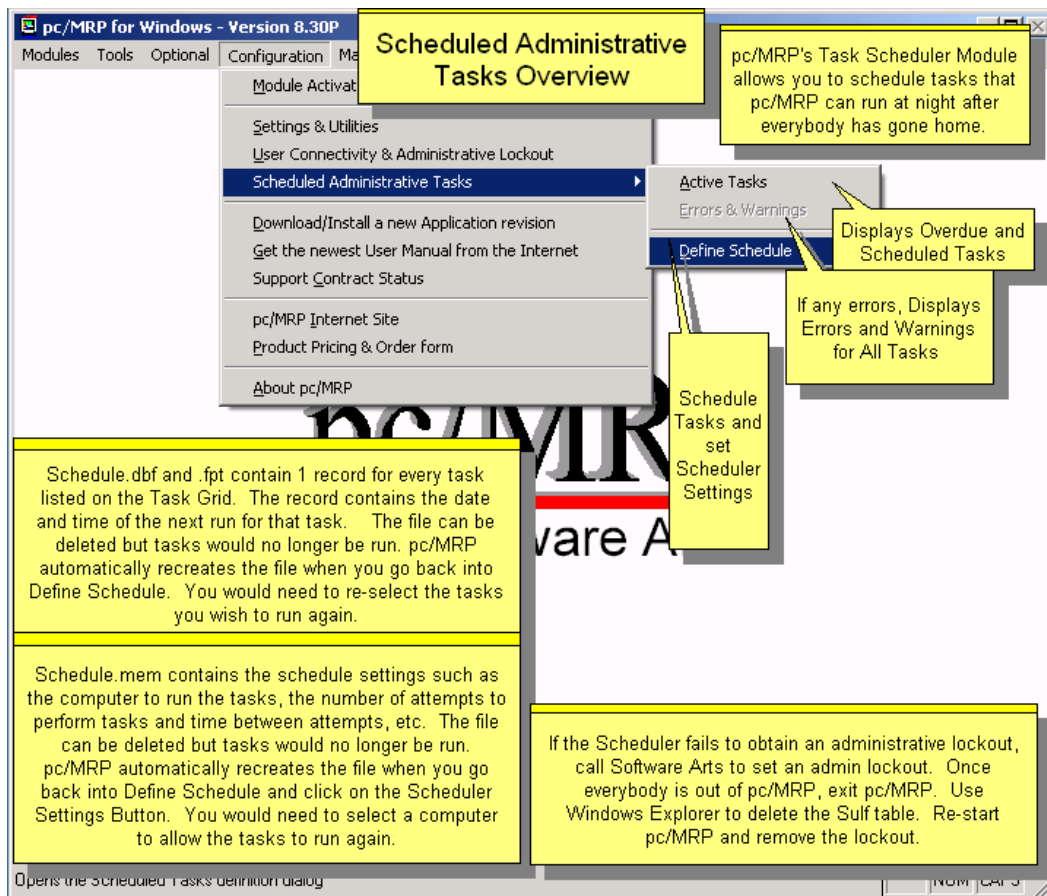 pc/MRP for Windows - Version 8.30P
Modules Tools Optional Configuration Ma
Scheduled Administrative
Tasks Overview
pc/MRP's Task Scheduler Module
allows you to schedule tasks that
pc/MRP can run at night after
everybody has gone home.
Module Activat
Settings & Utilities
User Connectivity & Administrative Lockout
Scheduled Administrative Tasks
Download/Install a new Application revision
Get the newest User Manual from the Internet
Support Contract Status
pc/MRP Internet Site
Product Pricing & Order form
About pc/MRP
Active Tasks
Errors & Warnings
Define Schedule
Displays Overdue and
Scheduled Tasks
If any errors, Displays
Errors and Warnings
for All Tasks
Schedule
Tasks and
set
Scheduler
Settings
pc/MR
ware A
Schedule.dbf and .fpt contain 1 record for every task
listed on the Task Grid. The record contains the date
and time of the next run for that task. The file can be
deleted but tasks would no longer be run. pc/MRP
automatically recreates the file when you go back into
Define Schedule. You would need to re-select the tasks
you wish to run again.
Schedule.mem contains the schedule settings such as
the computer to run the tasks, the number of attempts to
perform tasks and time between attempts, etc. The file
can be deleted but tasks would no longer be run.
pc/MRP automatically recreates the file when you go
back into Define Schedule and click on the Scheduler
Settings Button. You would need to select a computer
to allow the tasks to run again.
If the Scheduler fails to obtain an administrative lockout,
call Software Arts to set an admin lockout. Once
everybody is out of pc/MRP, exit pc/MRP. Use
Windows Explorer to delete the Sulf table. Re-start
pc/MRP and remove the lockout.
Opens the Scheduled Tasks definition dialog
NUM CAPS